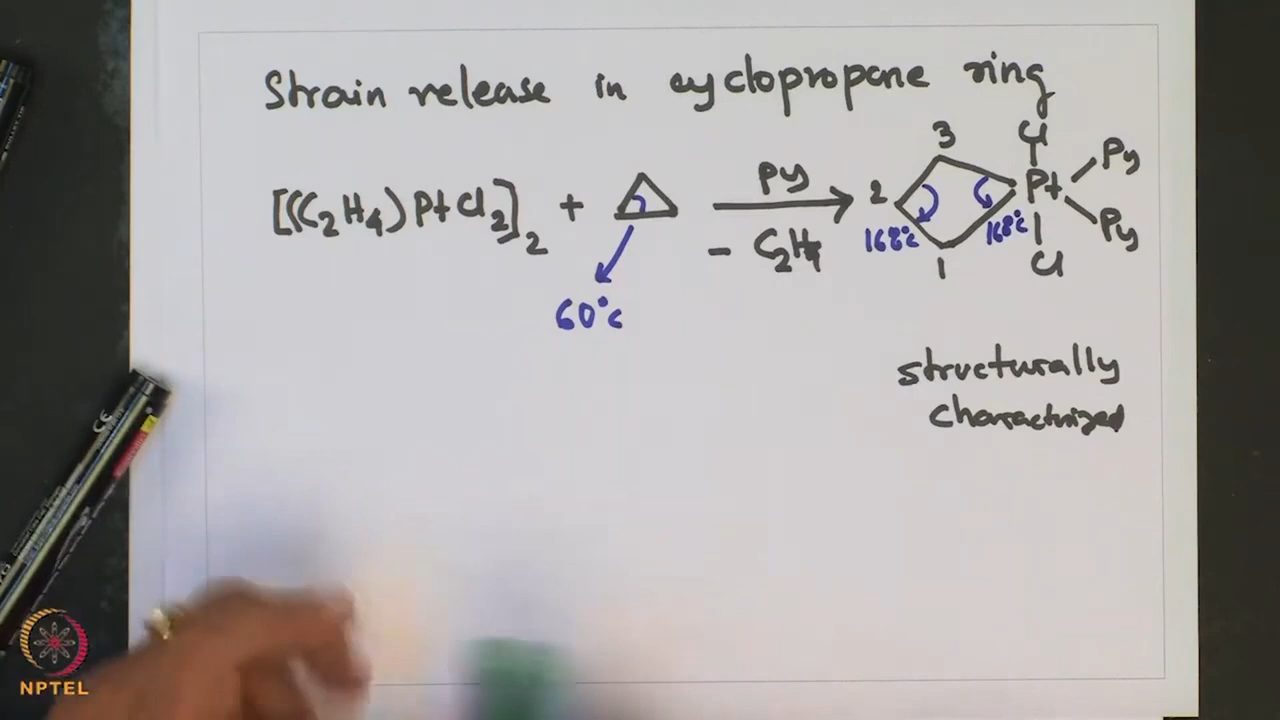 Strain release in cyclopropane ring
[(C₂H₄)PtCl₂]₂ + 60°c
Py
- C₂H₄
3 2 1 168°c 168°c Cl Pt Py Py Cl
structurally
characterized
NPTEL